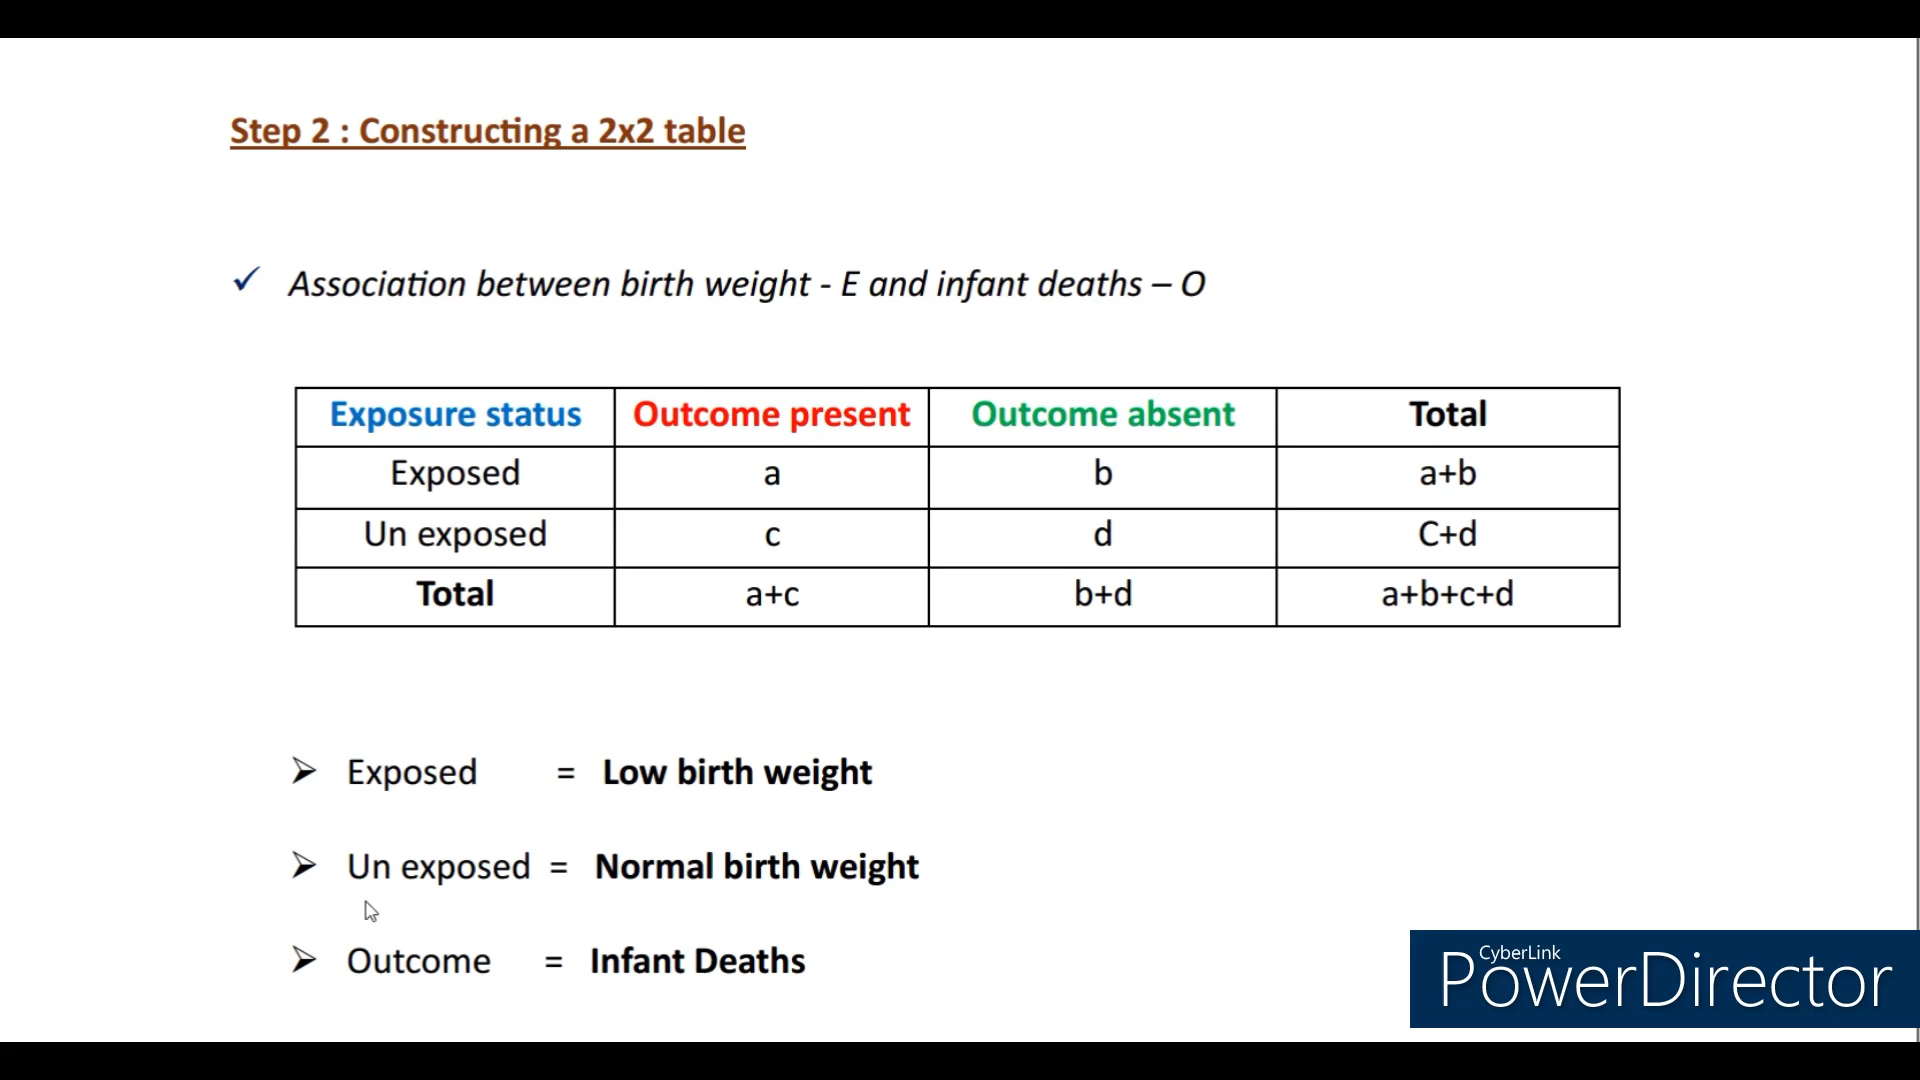 Step 2 : Constructing a 2x2 table
✓ Association between birth weight - E and infant deaths – O
Exposure status Outcome present Outcome absent Total
Exposed a b a+b
Un exposed c d C+d
Total a+c b+d a+b+c+d
➢ Exposed = Low birth weight
➢ Un exposed = Normal birth weight
➢ Outcome = Infant Deaths
CyberLink
PowerDirector